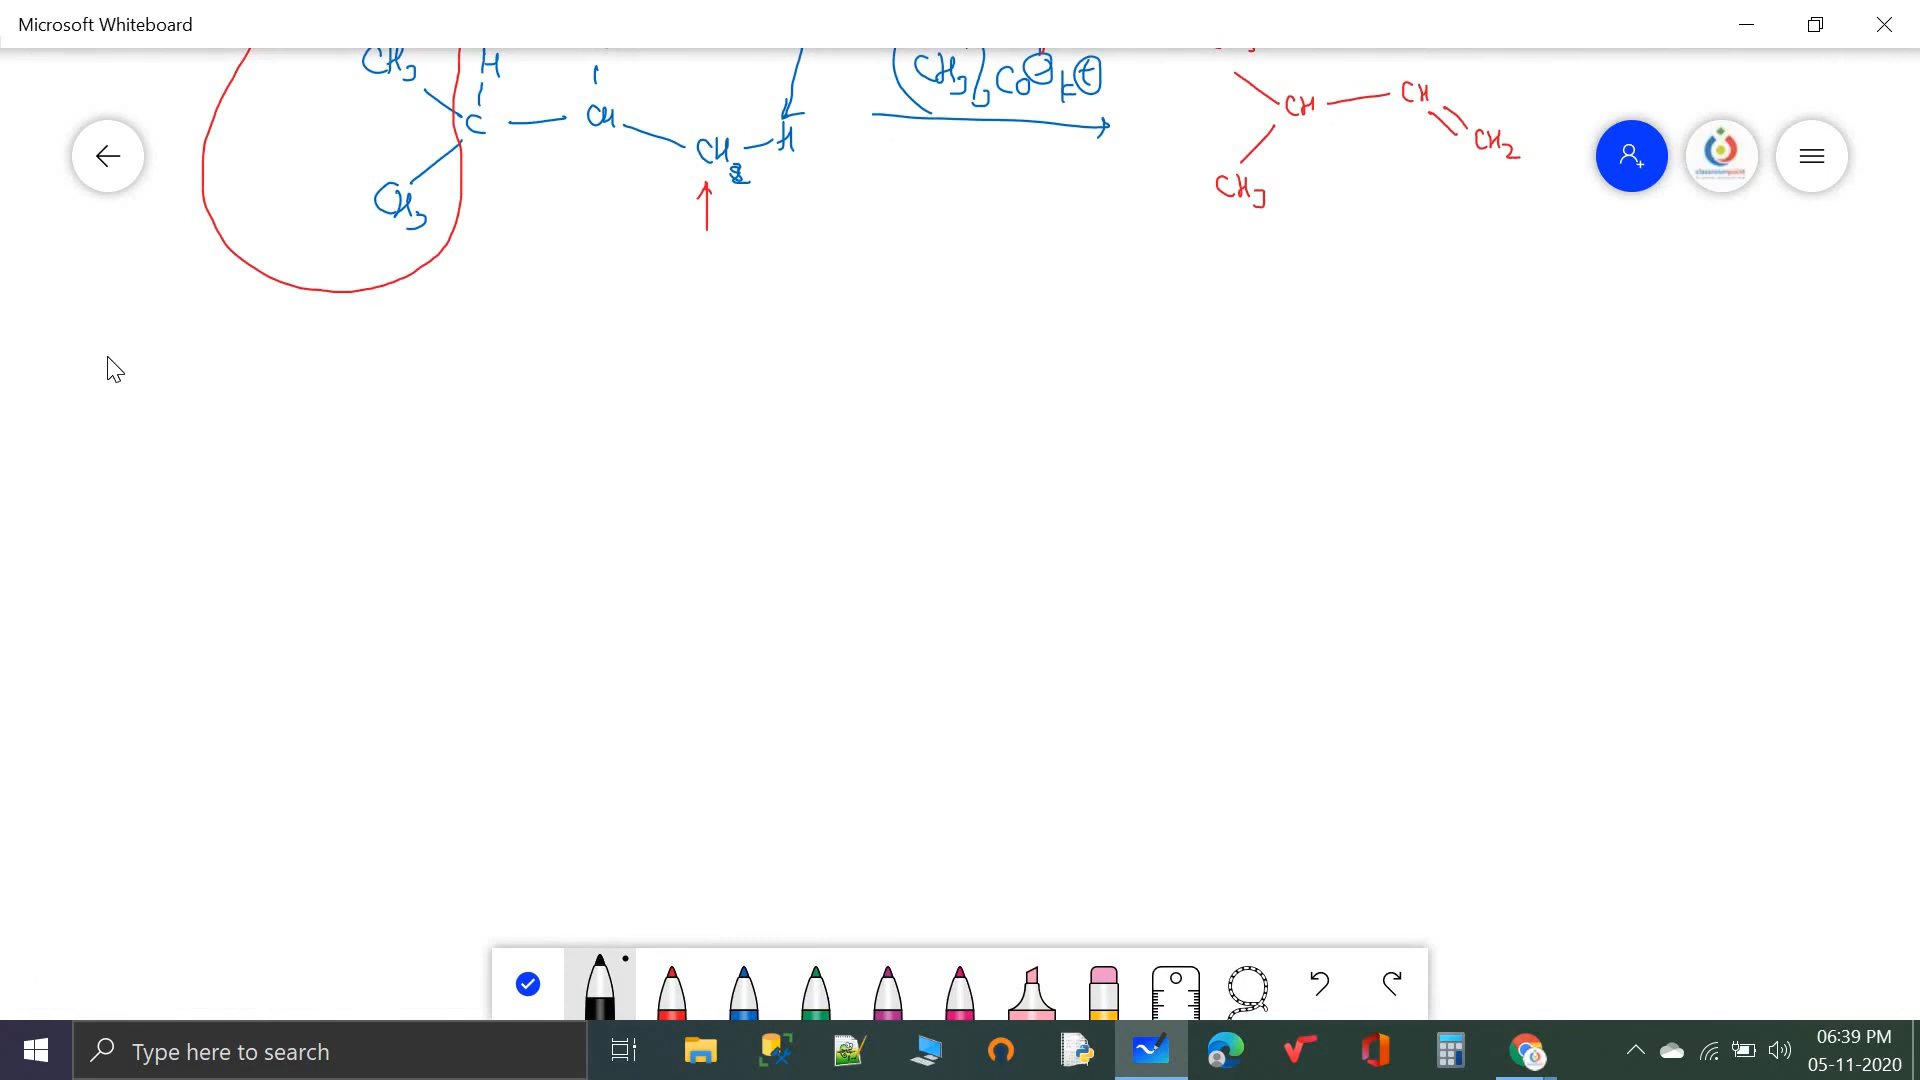 Microsoft Whiteboard
CH3 H (CH3)3CO⊖ K⊕
C CH CH2 H CH CH CH2
CH3 CH3
Type here to search
06:39 PM
05-11-2020